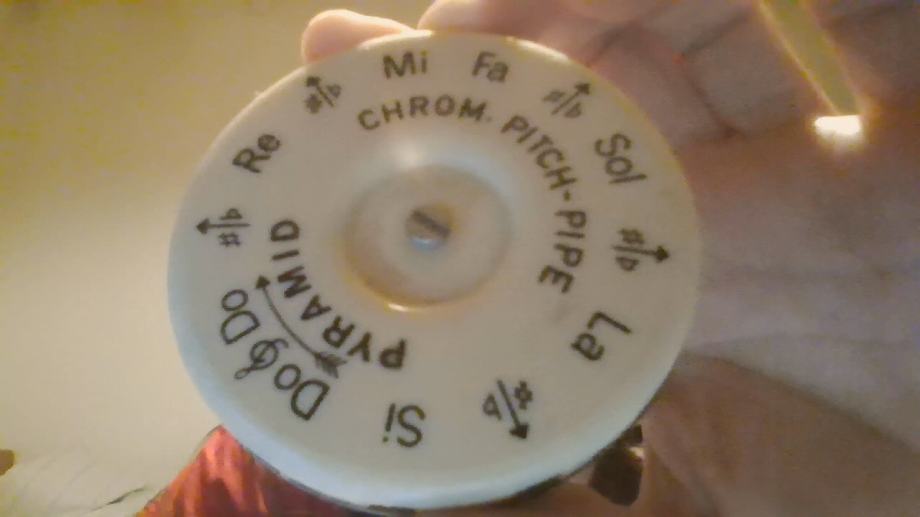 CHROM. PITCH-PIPE
PYRAMID
Do
♯/♭
Re
♯/♭
Mi
Fa
♯/♭
Sol
♯/♭
La
♯/♭
Si
Do